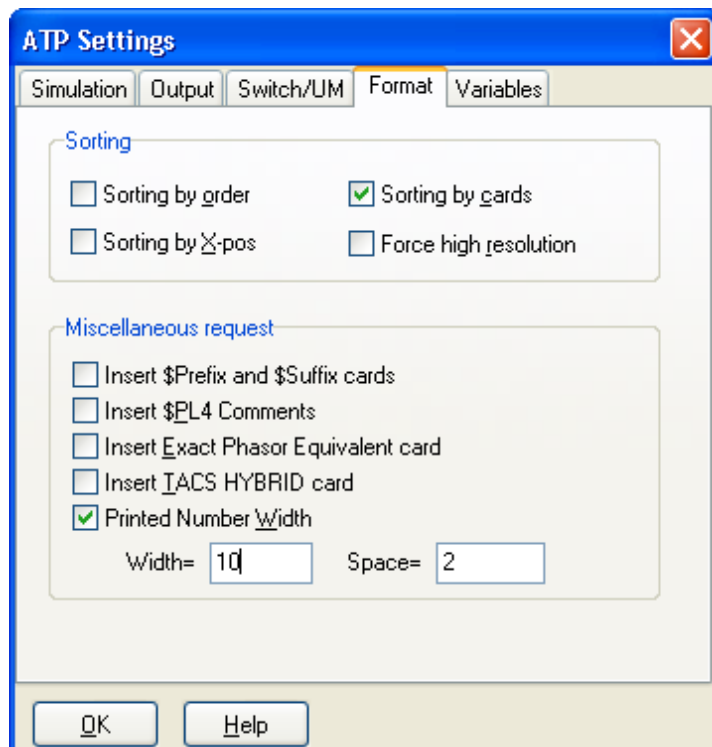 ATP Settings
Simulation Output Switch/UM Format Variables
Sorting
Sorting by order Sorting by cards
Sorting by X-pos Force high resolution
Miscellaneous request
Insert $Prefix and $Suffix cards
Insert $PL4 Comments
Insert Exact Phasor Equivalent card
Insert TACS HYBRID card
Printed Number Width
Width= 10 Space= 2
OK Help